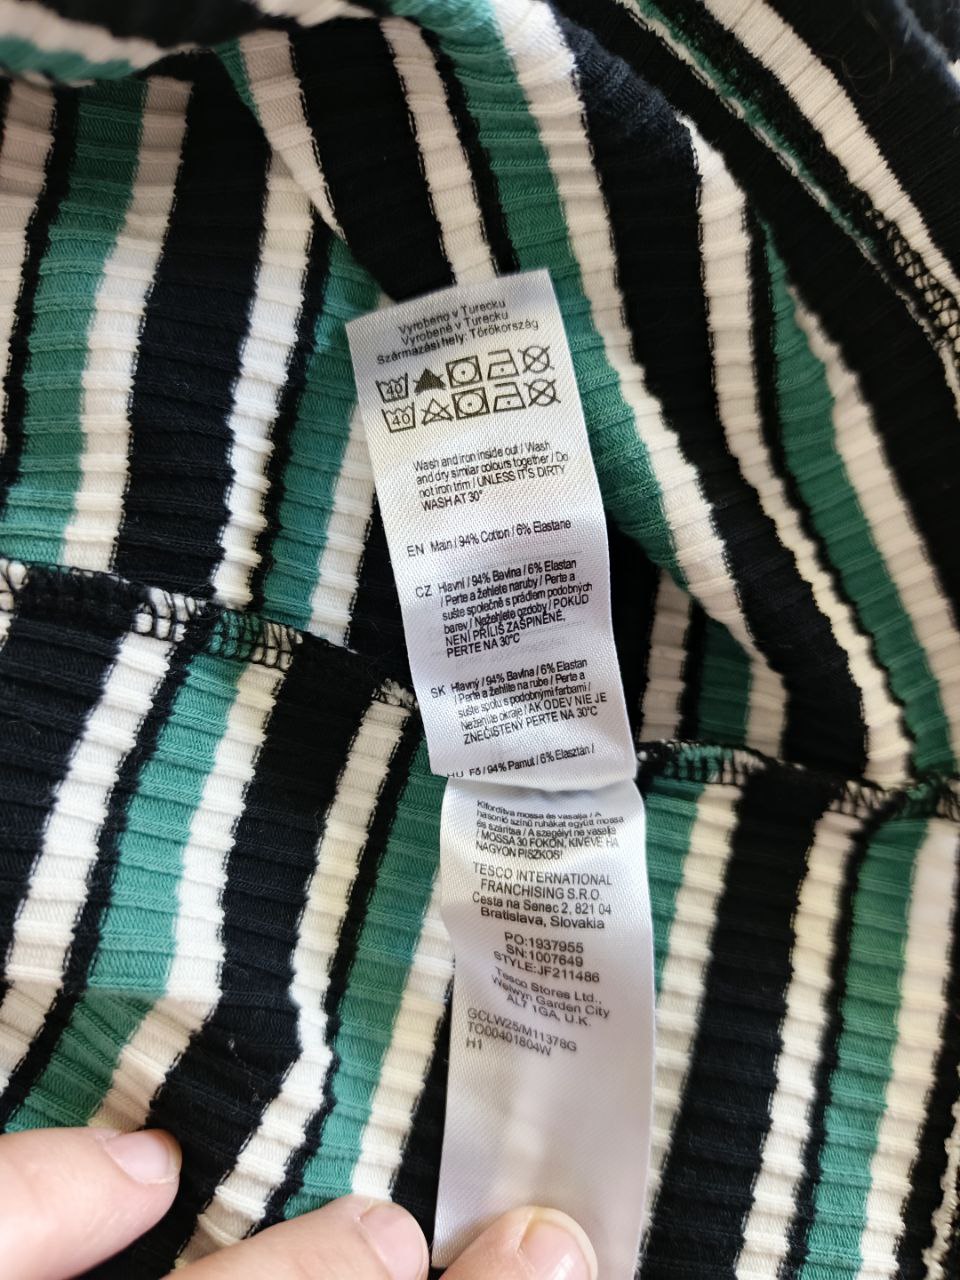 Vyrobeno v Turecku
Vyrobené v Turecku
Származási hely: Törökország
40
40
Wash and iron inside out / Wash
and dry similar colours together / Do
not iron trim / UNLESS IT'S DIRTY
WASH AT 30°
EN Main / 94% Cotton / 6% Elastane
CZ Hlavní / 94% Bavlna / 6% Elastan
/ Perte a žehlete naruby / Perte a
sušte společně s prádlem podobných
barev / Nežehlete ozdoby / POKUD
NENÍ PŘÍLIŠ ZAŠPINĚNÉ,
PERTE NA 30°C
SK Hlavný / 94% Bavlna / 6% Elastan
/ Perte a žehlite na rube / Perte a
sušte spolu s podobnými farbami /
Nežehlite okraje / AK ODEV NIE JE
ZNEČISTENÝ PERTE NA 30°C
HU Fő / 94% Pamut / 6% Elasztán /
Kifordítva mossa és vasalja / A
hasonló színű ruhákat együtt mossa
és szárítsa / A szegélyt ne vasalja
/ MOSSA 30 FOKON, KIVÉVE HA
NAGYON PISZKOS!
TESCO INTERNATIONAL
FRANCHISING S.R.O.
Cesta na Senec 2, 821 04
Bratislava, Slovakia
PO:1937955
SN:1007649
STYLE:JF211486
Tesco Stores Ltd.,
Welwyn Garden City
AL7 1GA, U.K.
GCLW25/M11378G
TO00401804W
H1